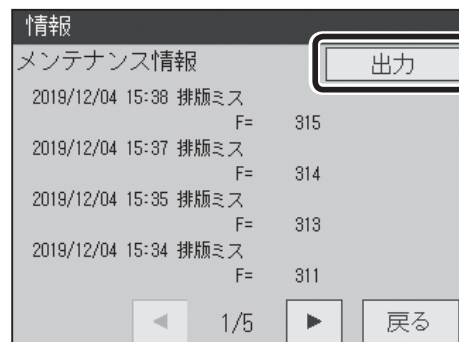 情報
メンテナンス情報
出力
2019/12/04 15:38 排版ミス
F= 315
2019/12/04 15:37 排版ミス
F= 314
2019/12/04 15:35 排版ミス
F= 313
2019/12/04 15:34 排版ミス
F= 311
◀ 1/5 ▶ 戻る